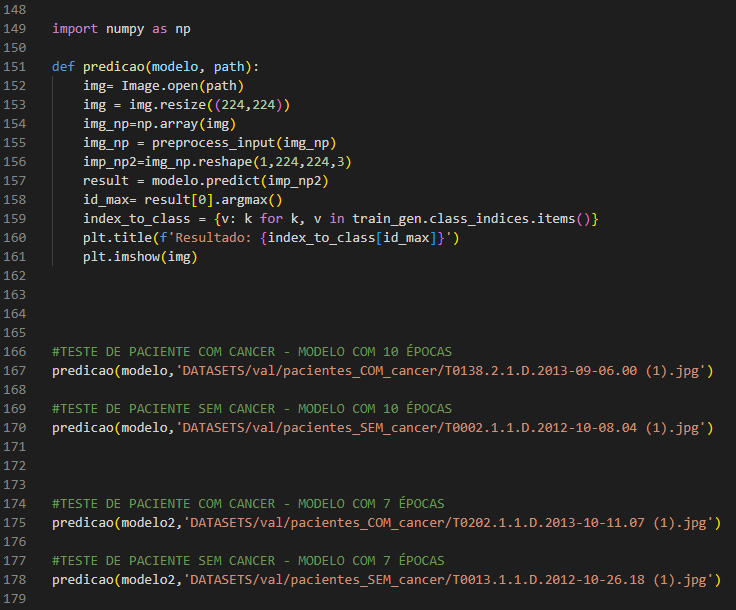 148
149 import numpy as np
150
151 def predicao(modelo, path):
152 img= Image.open(path)
153 img = img.resize((224,224))
154 img_np=np.array(img)
155 img_np = preprocess_input(img_np)
156 imp_np2=img_np.reshape(1,224,224,3)
157 result = modelo.predict(imp_np2)
158 id_max= result[0].argmax()
159 index_to_class = {v: k for k, v in train_gen.class_indices.items()}
160 plt.title(f'Resultado: {index_to_class[id_max]}')
161 plt.imshow(img)
162
163
164
165
166 #TESTE DE PACIENTE COM CANCER - MODELO COM 10 ÉPOCAS
167 predicao(modelo,'DATASETS/val/pacientes_COM_cancer/T0138.2.1.D.2013-09-06.00 (1).jpg')
168
169 #TESTE DE PACIENTE SEM CANCER - MODELO COM 10 ÉPOCAS
170 predicao(modelo,'DATASETS/val/pacientes_SEM_cancer/T0002.1.1.D.2012-10-08.04 (1).jpg')
171
172
173
174 #TESTE DE PACIENTE COM CANCER - MODELO COM 7 ÉPOCAS
175 predicao(modelo2,'DATASETS/val/pacientes_COM_cancer/T0202.1.1.D.2013-10-11.07 (1).jpg')
176
177 #TESTE DE PACIENTE SEM CANCER - MODELO COM 7 ÉPOCAS
178 predicao(modelo2,'DATASETS/val/pacientes_SEM_cancer/T0013.1.1.D.2012-10-26.18 (1).jpg')
179